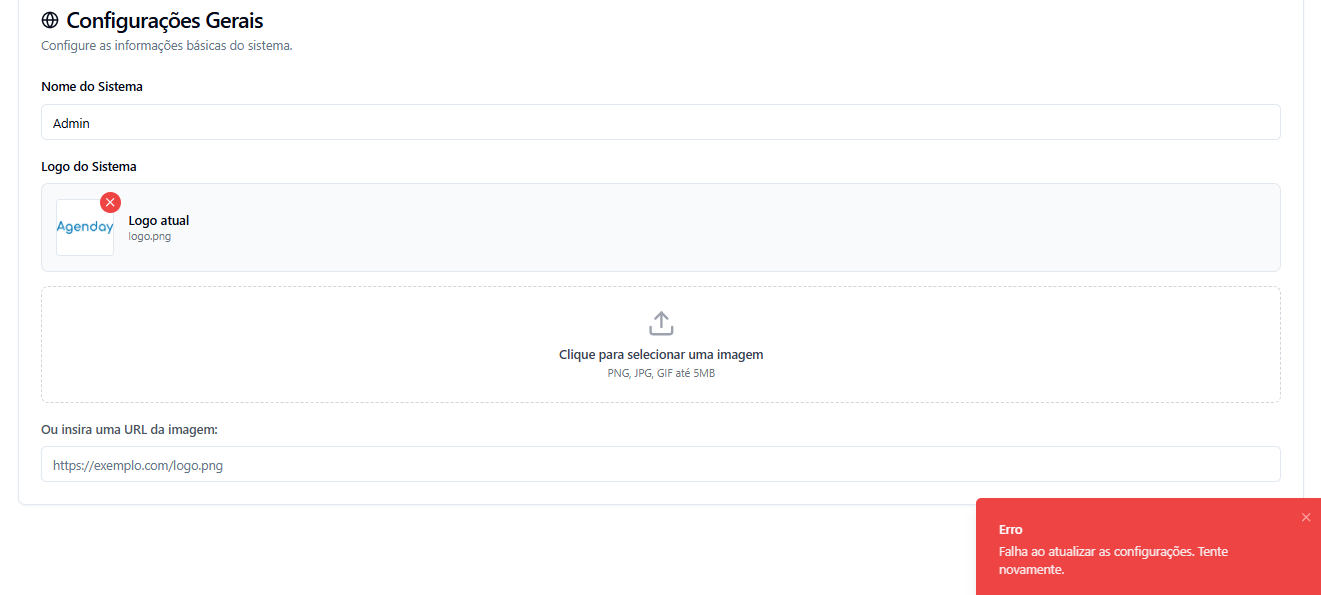 Configurações Gerais
Configure as informações básicas do sistema.
Nome do Sistema
Admin
Logo do Sistema
Agenday
Logo atual
logo.png
Clique para selecionar uma imagem
PNG, JPG, GIF até 5MB
Ou insira uma URL da imagem:
https://exemplo.com/logo.png
Erro
Falha ao atualizar as configurações. Tente
novamente.